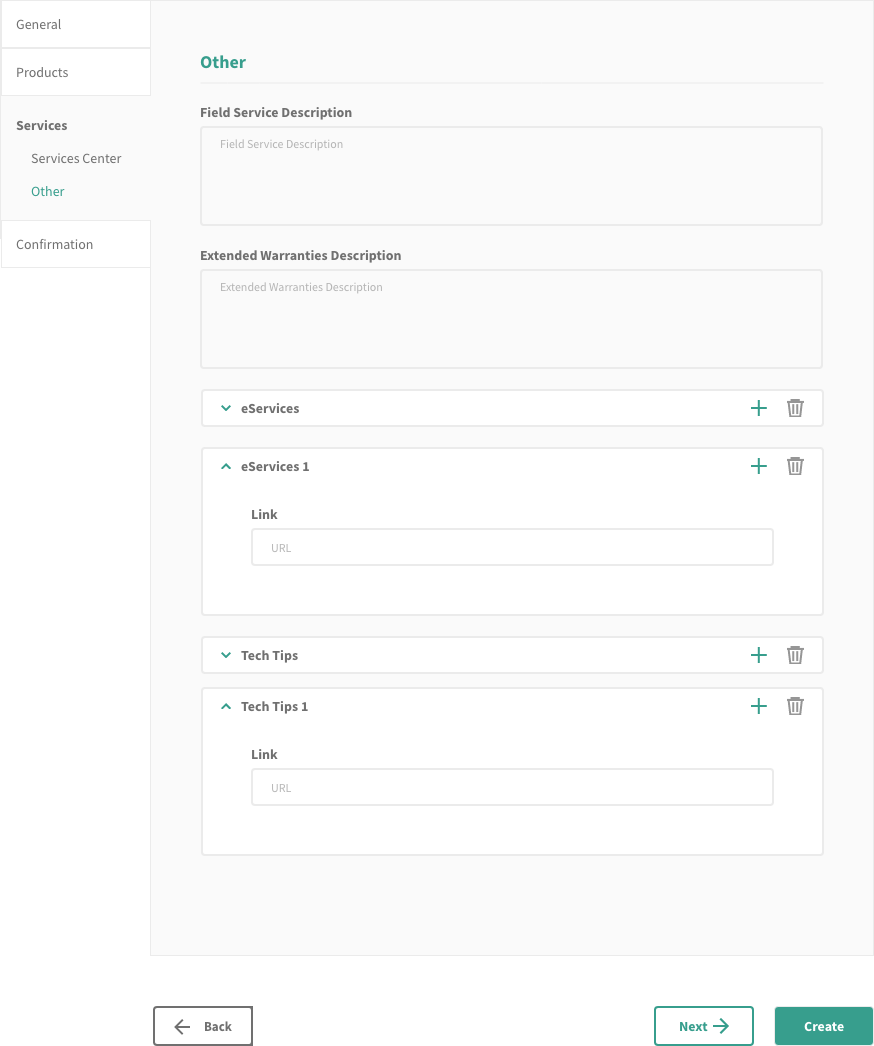 General
Products
Services
Services Center
Other
Confirmation
Other
Field Service Description
Field Service Description
Extended Warranties Description
Extended Warranties Description
eServices
eServices 1
Link
URL
Tech Tips
Tech Tips 1
Link
URL
Back
Next
Create